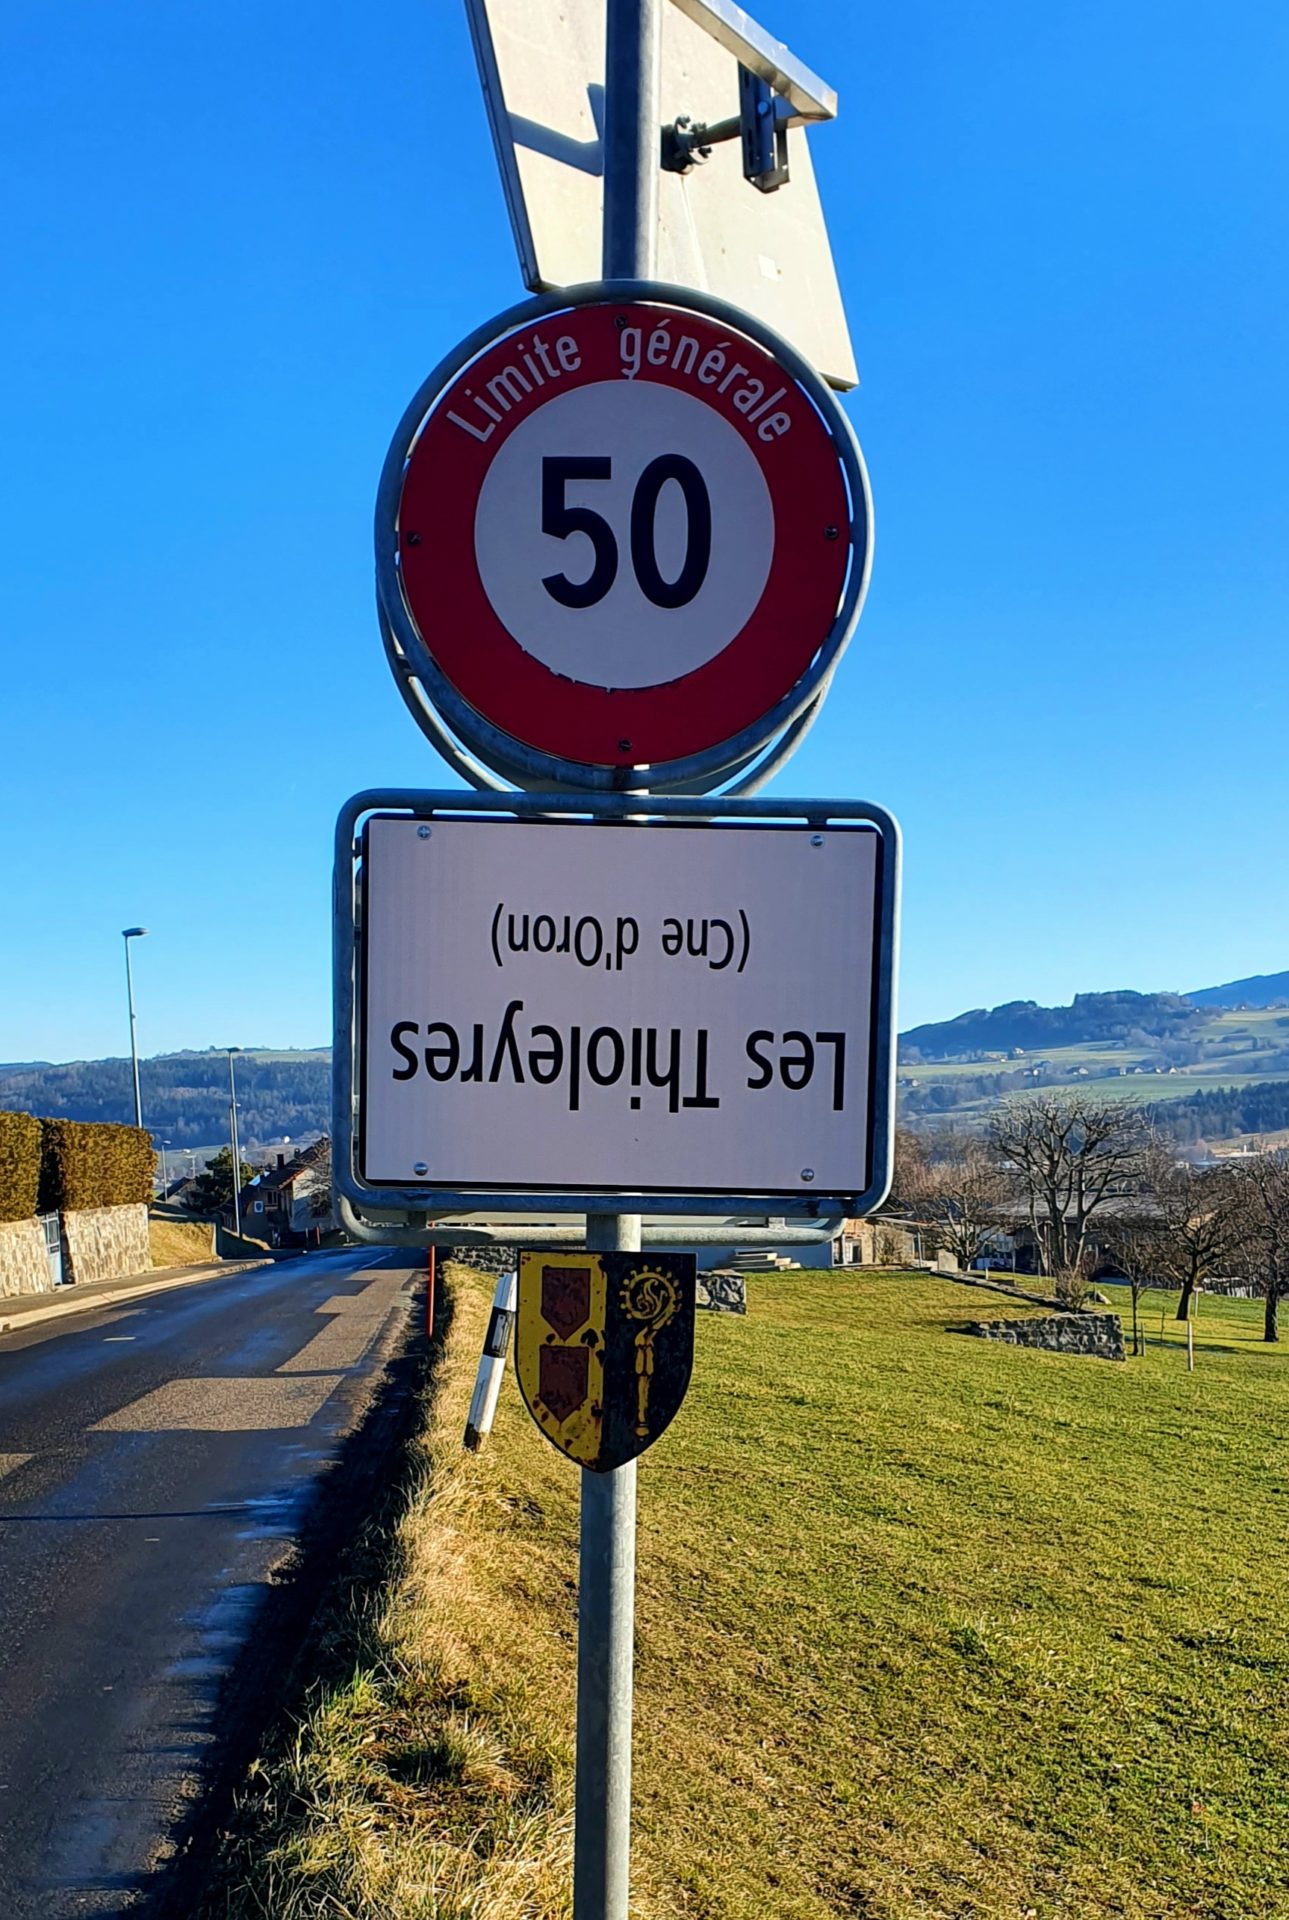 Limite générale
50
Les Thioleyres
(Cne d'Oron)